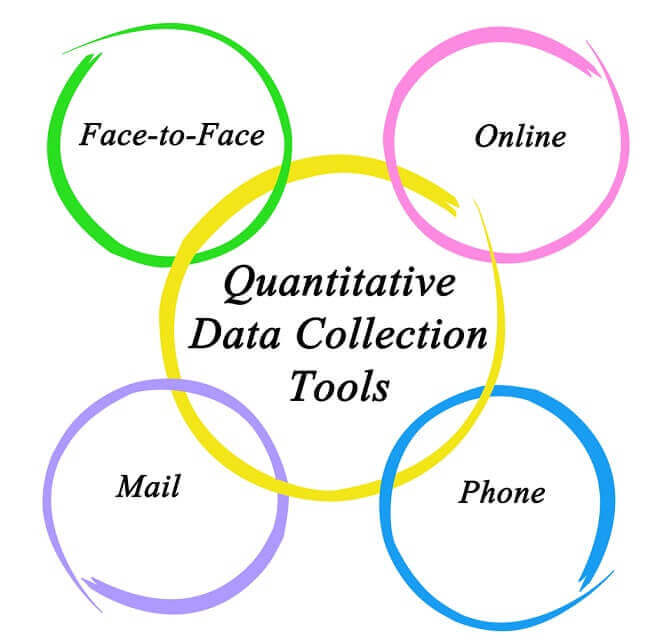 Face-to-Face
Online
Quantitative
Data Collection
Tools
Mail
Phone